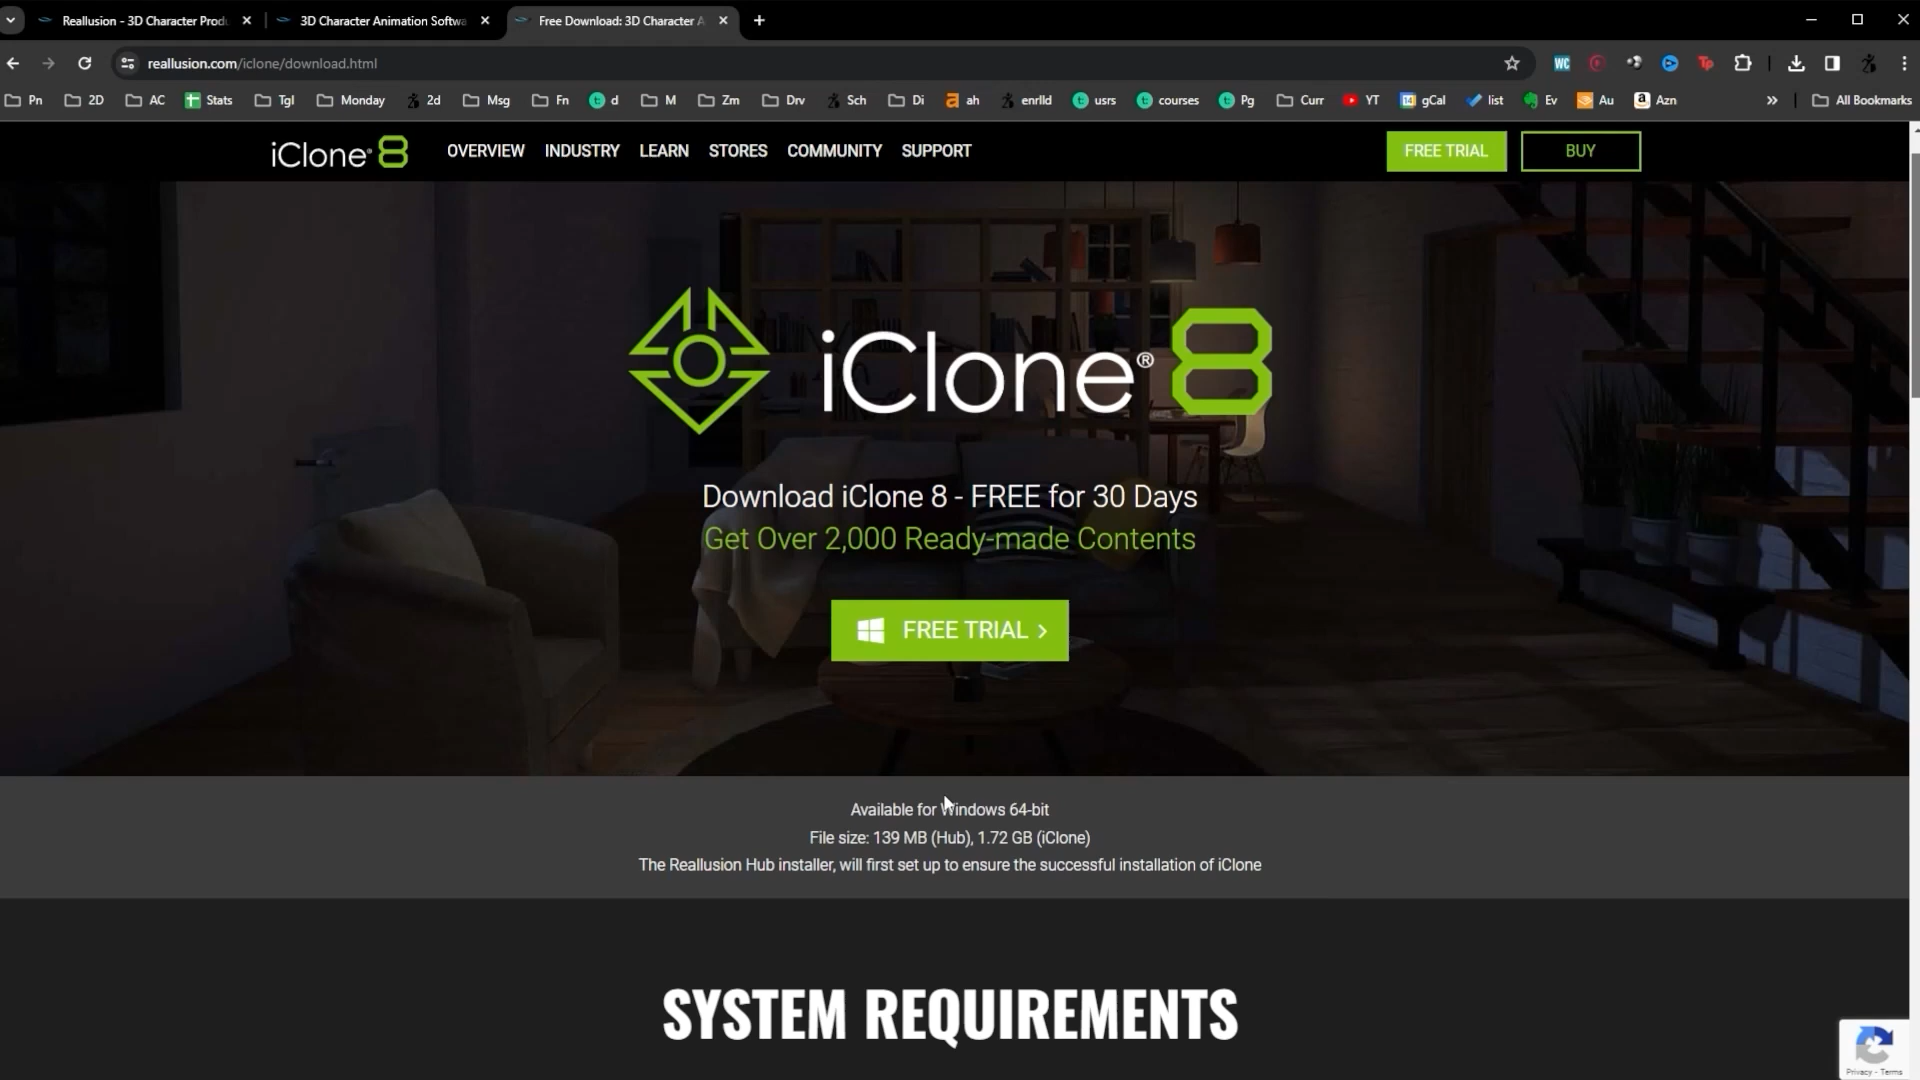 Reallusion - 3D Character Produ
3D Character Animation Softwa
Free Download: 3D Character A
reallusion.com/iclone/download.html
Pn 2D AC Stats Tgl Monday 2d Msg Fn d M Zm Drv Sch Di ah enrlld usrs courses Pg Curr YT gCal list Ev Au Azn » All Bookmarks
iClone® 8 OVERVIEW INDUSTRY LEARN STORES COMMUNITY SUPPORT FREE TRIAL BUY
iClone® 8
Download iClone 8 - FREE for 30 Days
Get Over 2,000 Ready-made Contents
FREE TRIAL >
Available for Windows 64-bit
File size: 139 MB (Hub), 1.72 GB (iClone)
The Reallusion Hub installer, will first set up to ensure the successful installation of iClone
SYSTEM REQUIREMENTS
Privacy - Terms